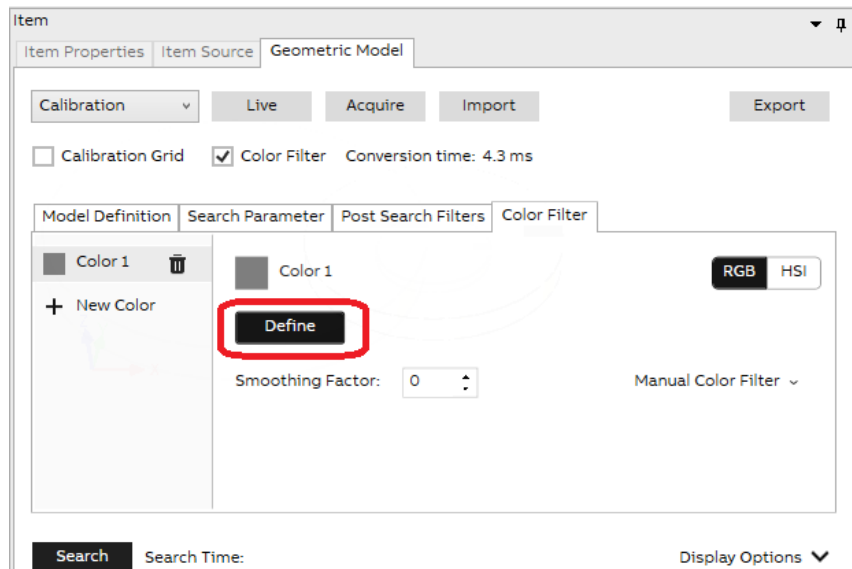 Item
Item Properties Item Source Geometric Model
Calibration Live Acquire Import Export
Calibration Grid Color Filter Conversion time: 4.3 ms
Model Definition Search Parameter Post Search Filters Color Filter
Color 1 Color 1 RGB HSI
New Color
Define
Smoothing Factor: 0 Manual Color Filter
Search Search Time: Display Options